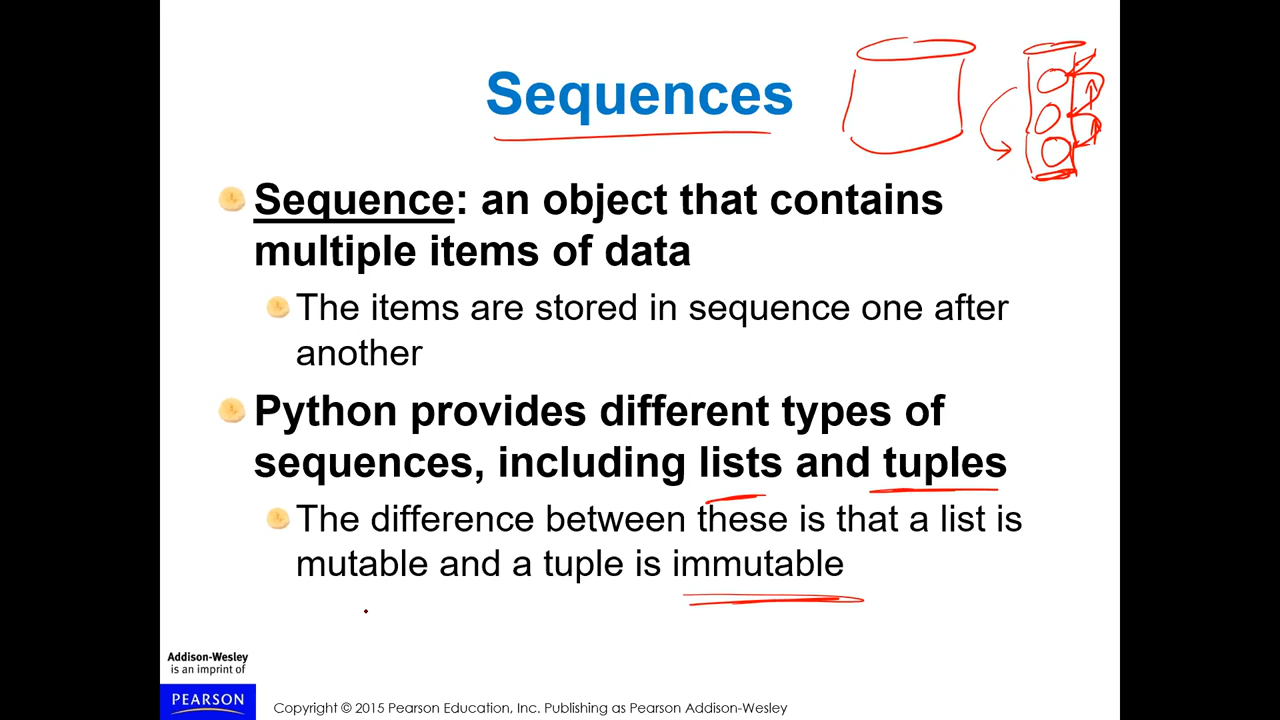 Sequences
Sequence: an object that contains
multiple items of data
The items are stored in sequence one after
another
Python provides different types of
sequences, including lists and tuples
The difference between these is that a list is
mutable and a tuple is immutable
Addison-Wesley
is an imprint of
PEARSON
Copyright © 2015 Pearson Education, Inc. Publishing as Pearson Addison-Wesley